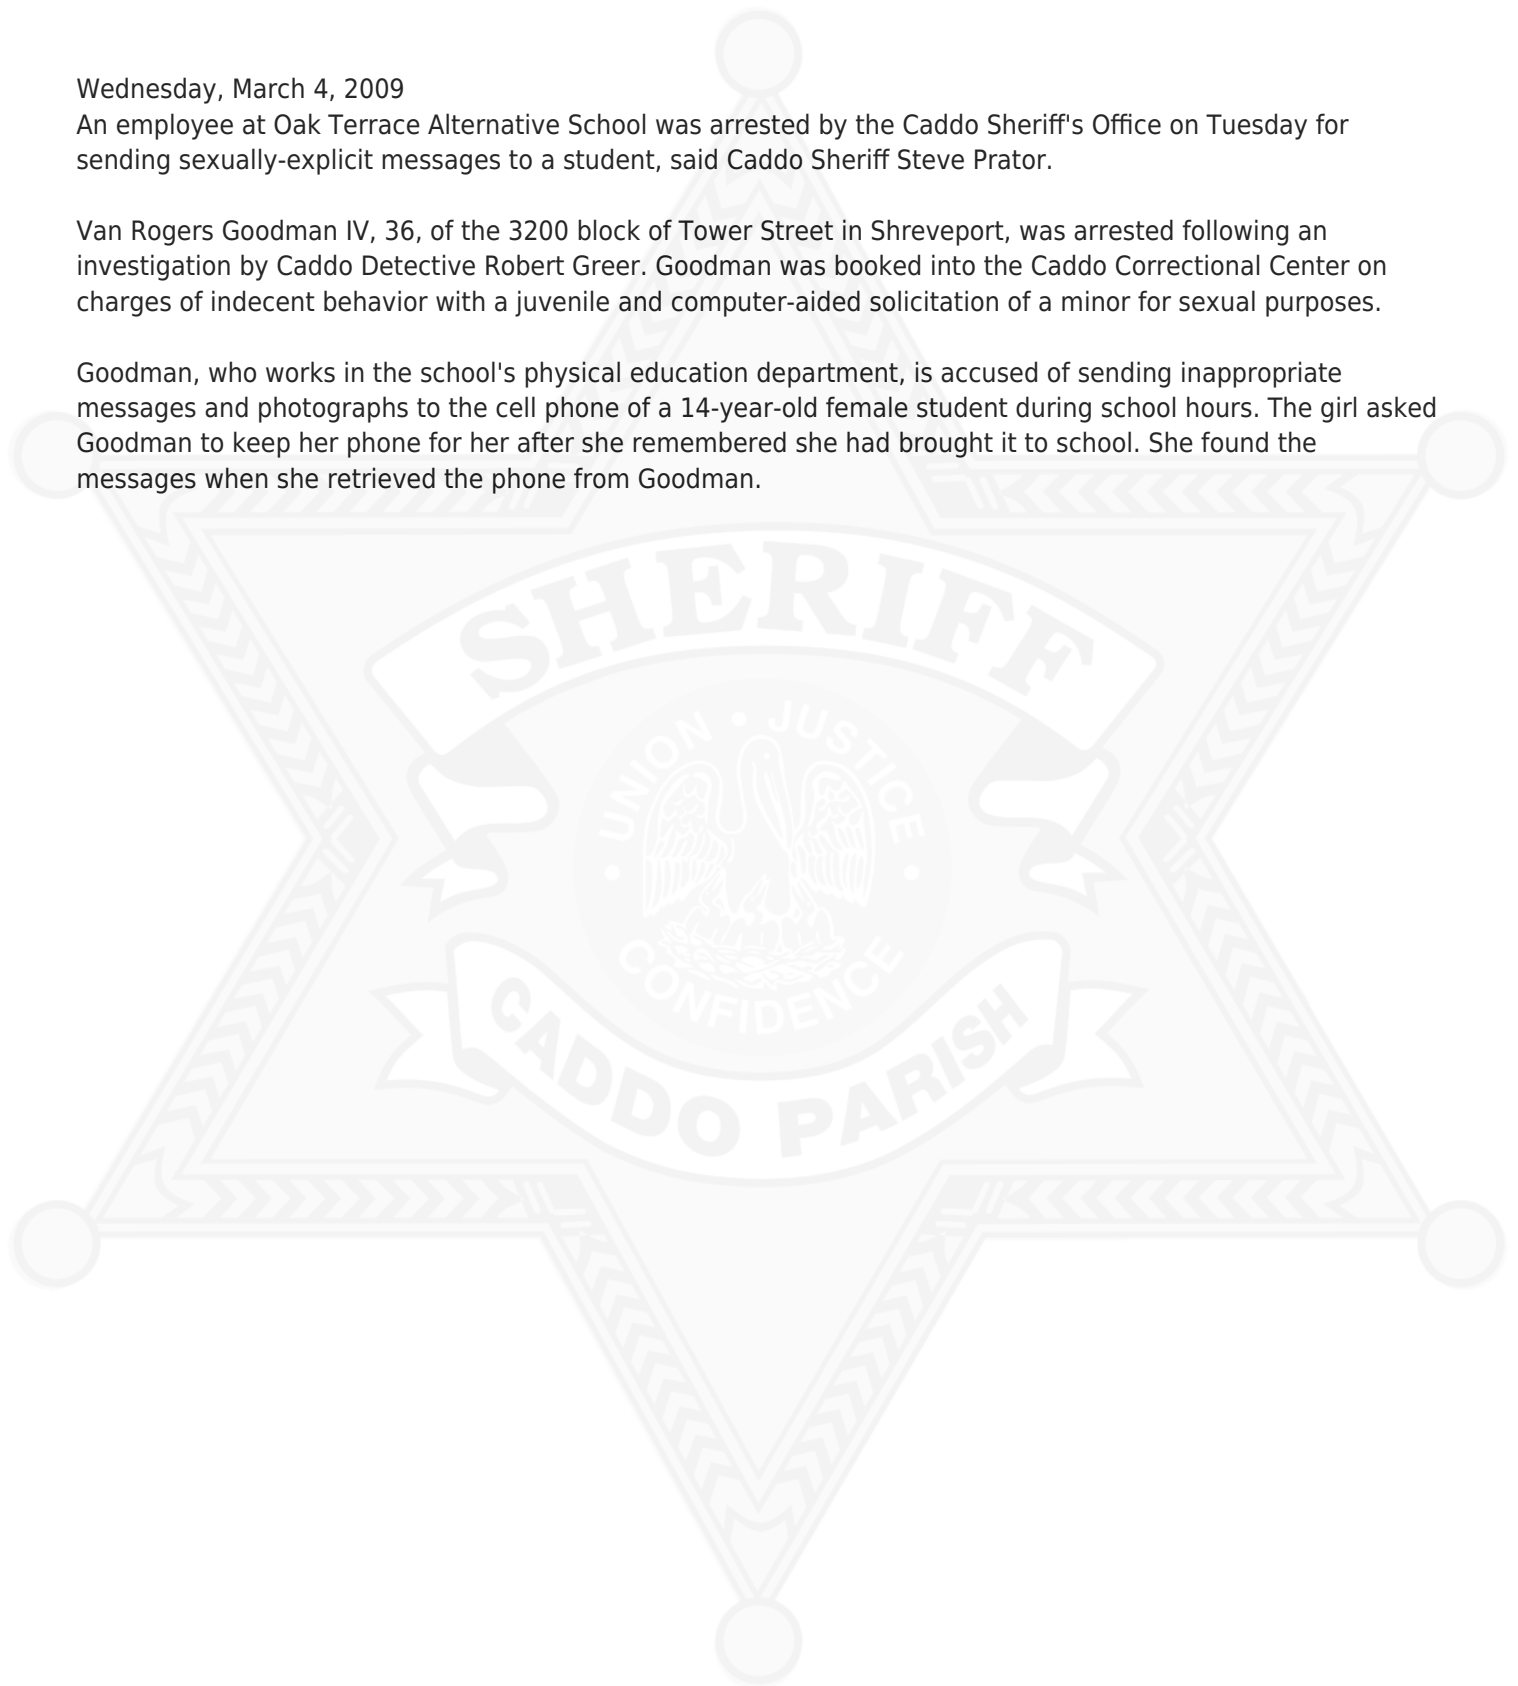 Wednesday, March 4, 2009
An employee at Oak Terrace Alternative School was arrested by the Caddo Sheriff's Office on Tuesday for
sending sexually-explicit messages to a student, said Caddo Sheriff Steve Prator.
Van Rogers Goodman IV, 36, of the 3200 block of Tower Street in Shreveport, was arrested following an
investigation by Caddo Detective Robert Greer. Goodman was booked into the Caddo Correctional Center on
charges of indecent behavior with a juvenile and computer-aided solicitation of a minor for sexual purposes.
Goodman, who works in the school's physical education department, is accused of sending inappropriate
messages and photographs to the cell phone of a 14-year-old female student during school hours. The girl asked
Goodman to keep her phone for her after she remembered she had brought it to school. She found the
messages when she retrieved the phone from Goodman.
SHERIFF
UNION • JUSTICE
• CONFIDENCE •
CADDO PARISH